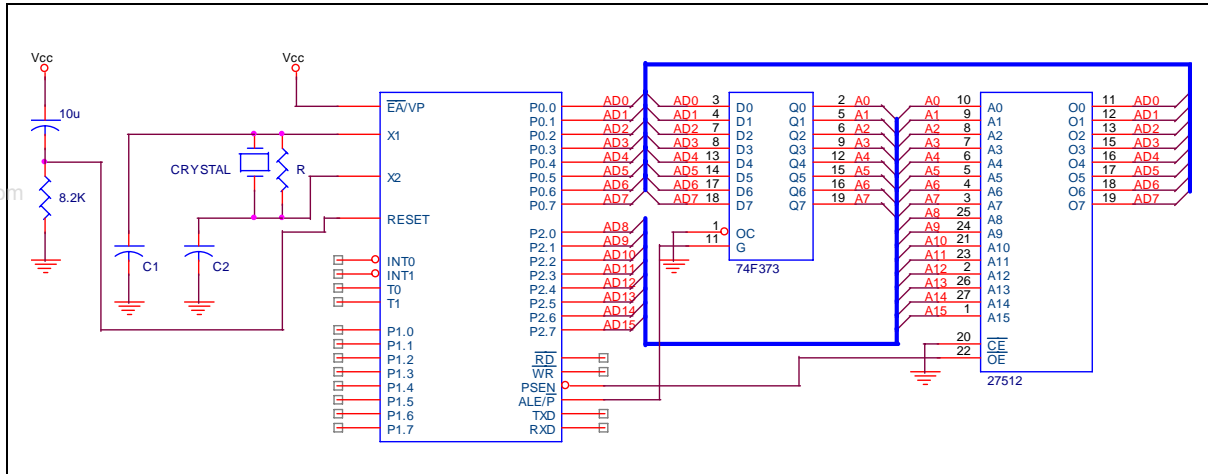 Vcc
10u
8.2K
om
C1
C2
CRYSTAL
R
Vcc
EA/VP
X1
X2
RESET
INT0
INT1
T0
T1
P1.0
P1.1
P1.2
P1.3
P1.4
P1.5
P1.6
P1.7
P0.0 AD0
P0.1 AD1
P0.2 AD2
P0.3 AD3
P0.4 AD4
P0.5 AD5
P0.6 AD6
P0.7 AD7
P2.0 AD8
P2.1 AD9
P2.2 AD10
P2.3 AD11
P2.4 AD12
P2.5 AD13
P2.6 AD14
P2.7 AD15
RD
WR
PSEN
ALE/P
TXD
RXD
AD0 3 D0 Q0 2 A0
AD1 4 D1 Q1 5 A1
AD2 7 D2 Q2 6 A2
AD3 8 D3 Q3 9 A3
AD4 13 D4 Q4 12 A4
AD5 14 D5 Q5 15 A5
AD6 17 D6 Q6 16 A6
AD7 18 D7 Q7 19 A7
1 OC
11 G
74F373
A0 10 A0 O0 11 AD0
A1 9 A1 O1 12 AD1
A2 8 A2 O2 13 AD2
A3 7 A3 O3 15 AD3
A4 6 A4 O4 16 AD4
A5 5 A5 O5 17 AD5
A6 4 A6 O6 18 AD6
A7 3 A7 O7 19 AD7
A8 25 A8
A9 24 A9
A10 21 A10
A11 23 A11
A12 2 A12
A13 26 A13
A14 27 A14
A15 1 A15
20 CE
22 OE
27512